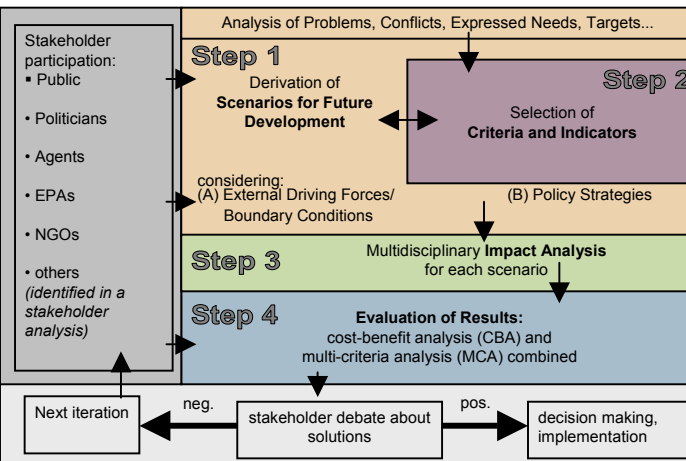 Analysis of Problems, Conflicts, Expressed Needs, Targets...
Stakeholder
participation:
▪ Public
• Politicians
• Agents
• EPAs
• NGOs
• others
(identified in a
stakeholder
analysis)
Step 1
Derivation of
Scenarios for Future
Development
Step 2
Selection of
Criteria and Indicators
considering:
(A) External Driving Forces/
Boundary Conditions
(B) Policy Strategies
Step 3
Multidisciplinary Impact Analysis
for each scenario
Step 4
Evaluation of Results:
cost-benefit analysis (CBA) and
multi-criteria analysis (MCA) combined
Next iteration
neg.
stakeholder debate about
solutions
pos.
decision making,
implementation